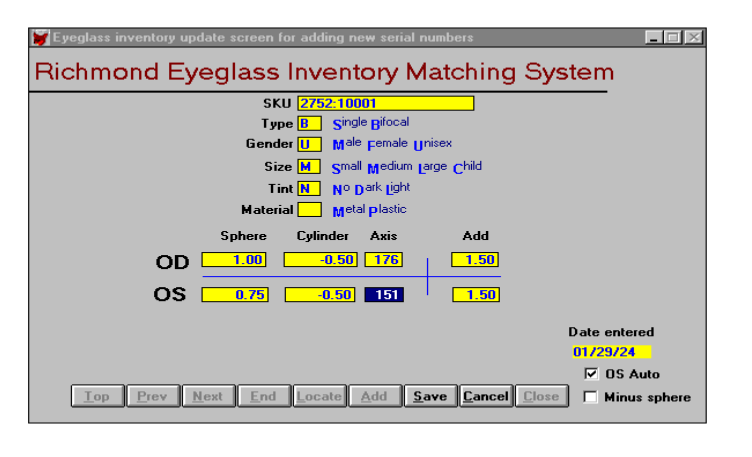 Eyeglass inventory update screen for adding new serial numbers
Richmond Eyeglass Inventory Matching System
SKU 2752:10001
Type B Single Bifocal
Gender U Male Female Unisex
Size M Small Medium Large Child
Tint N No Dark Light
Material Metal Plastic
Sphere Cylinder Axis Add
OD 1.00 -0.50 176 1.50
OS 0.75 -0.50 151 1.50
Date entered
01/29/24
OS Auto
Top Prev Next End Locate Add Save Cancel Close Minus sphere